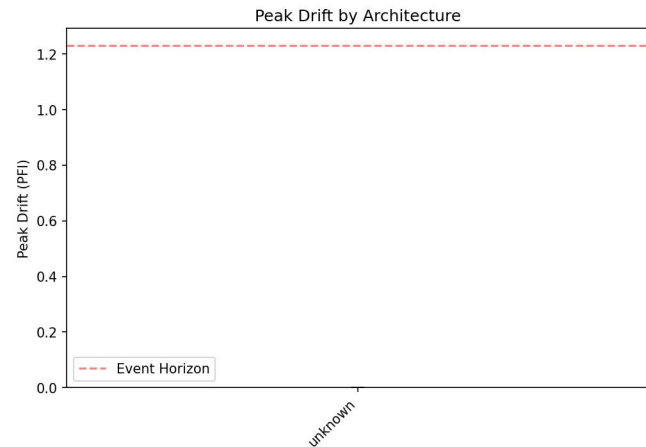 Peak Drift by Architecture
1.2
1.0
0.8
0.6
0.4
0.2
0.0
Peak Drift (PFI)
Event Horizon
unknown